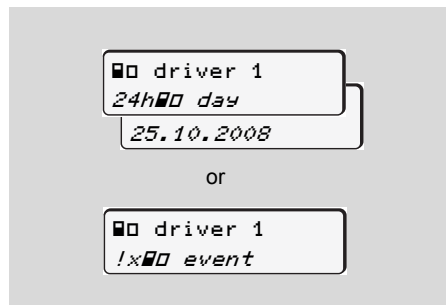 ▮▯ driver 1
24h▮▯ day
25.10.2008
or
▮▯ driver 1
!x▮▯ event